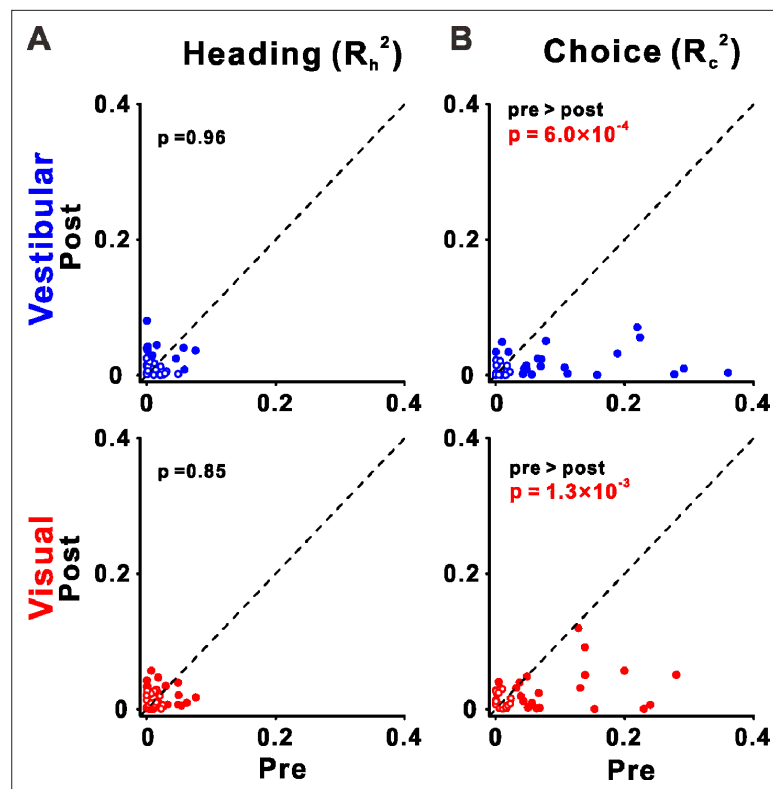 A
Heading (Rₕ²)
B
Choice (R꜀²)
Vestibular
Post
0.4
0.2
0
p=0.96
0
0.2
0.4
pre > post
p = 6.0×10⁻⁴
0.4
0.2
0
0
0.2
0.4
Visual
Post
0.4
0.2
0
p=0.85
0
0.2
0.4
Pre
pre > post
p = 1.3×10⁻³
0.4
0.2
0
0
0.2
0.4
Pre